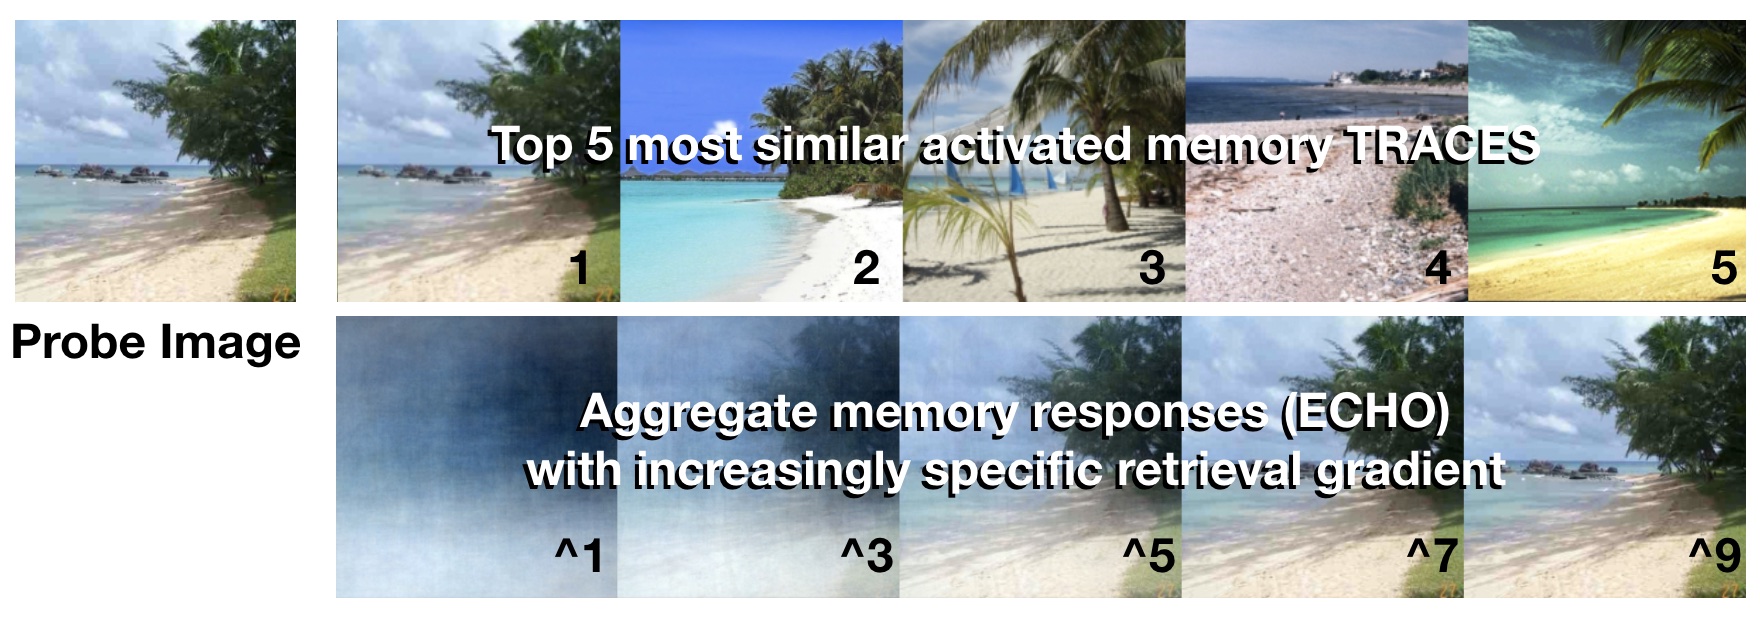 Top 5 most similar activated memory TRACES
1
2
3
4
5
Probe Image
Aggregate memory responses (ECHO)
with increasingly specific retrieval gradient
^1
^3
^5
^7
^9